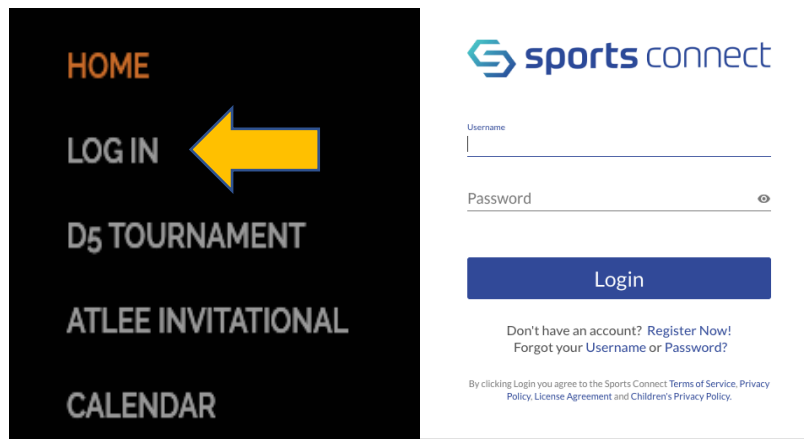 HOME
LOG IN
D5 TOURNAMENT
ATLEE INVITATIONAL
CALENDAR
sports connect
Username
Password
Login
Don't have an account? Register Now!
Forgot your Username or Password?
By clicking Login you agree to the Sports Connect Terms of Service, Privacy
Policy, License Agreement and Children's Privacy Policy.